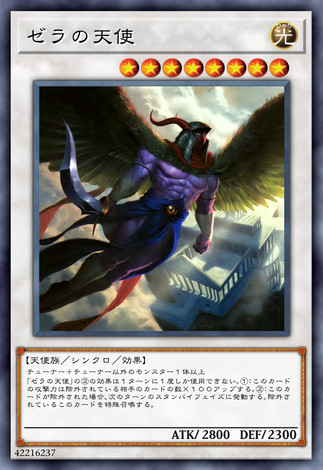 ゼラの天使
光
【天使族／シンクロ／効果】
チューナー＋チューナー以外のモンスター１体以上
「ゼラの天使」の②の効果は１ターンに１度しか使用できない。①：このカード
の攻撃力は除外されている相手のカードの数×１００アップする。②：このカー
ドが除外された場合、次のターンのスタンバイフェイズに発動する。除外さ
れているこのカードを特殊召喚する。
ATK/ 2800 DEF/ 2300
42216237